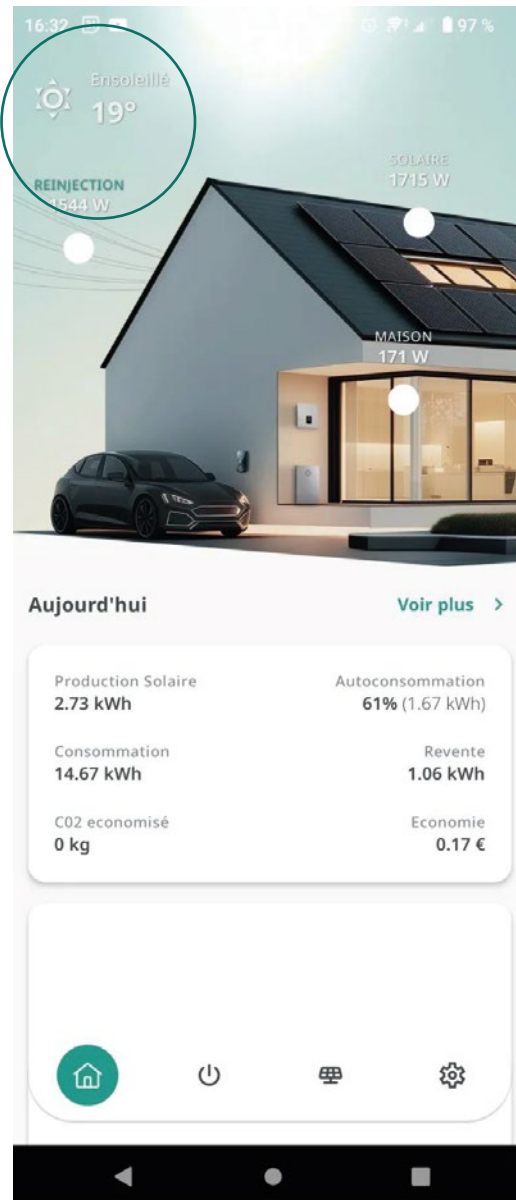 16:32
97 %
Ensoleillé
19°
SOLAIRE
1715 W
REINJECTION
1544 W
MAISON
171 W
Aujourd'hui
Voir plus >
Production Solaire
Autoconsommation
2.73 kWh
61% (1.67 kWh)
Consommation
Revente
14.67 kWh
1.06 kWh
C02 economisé
Economie
0 kg
0.17 €